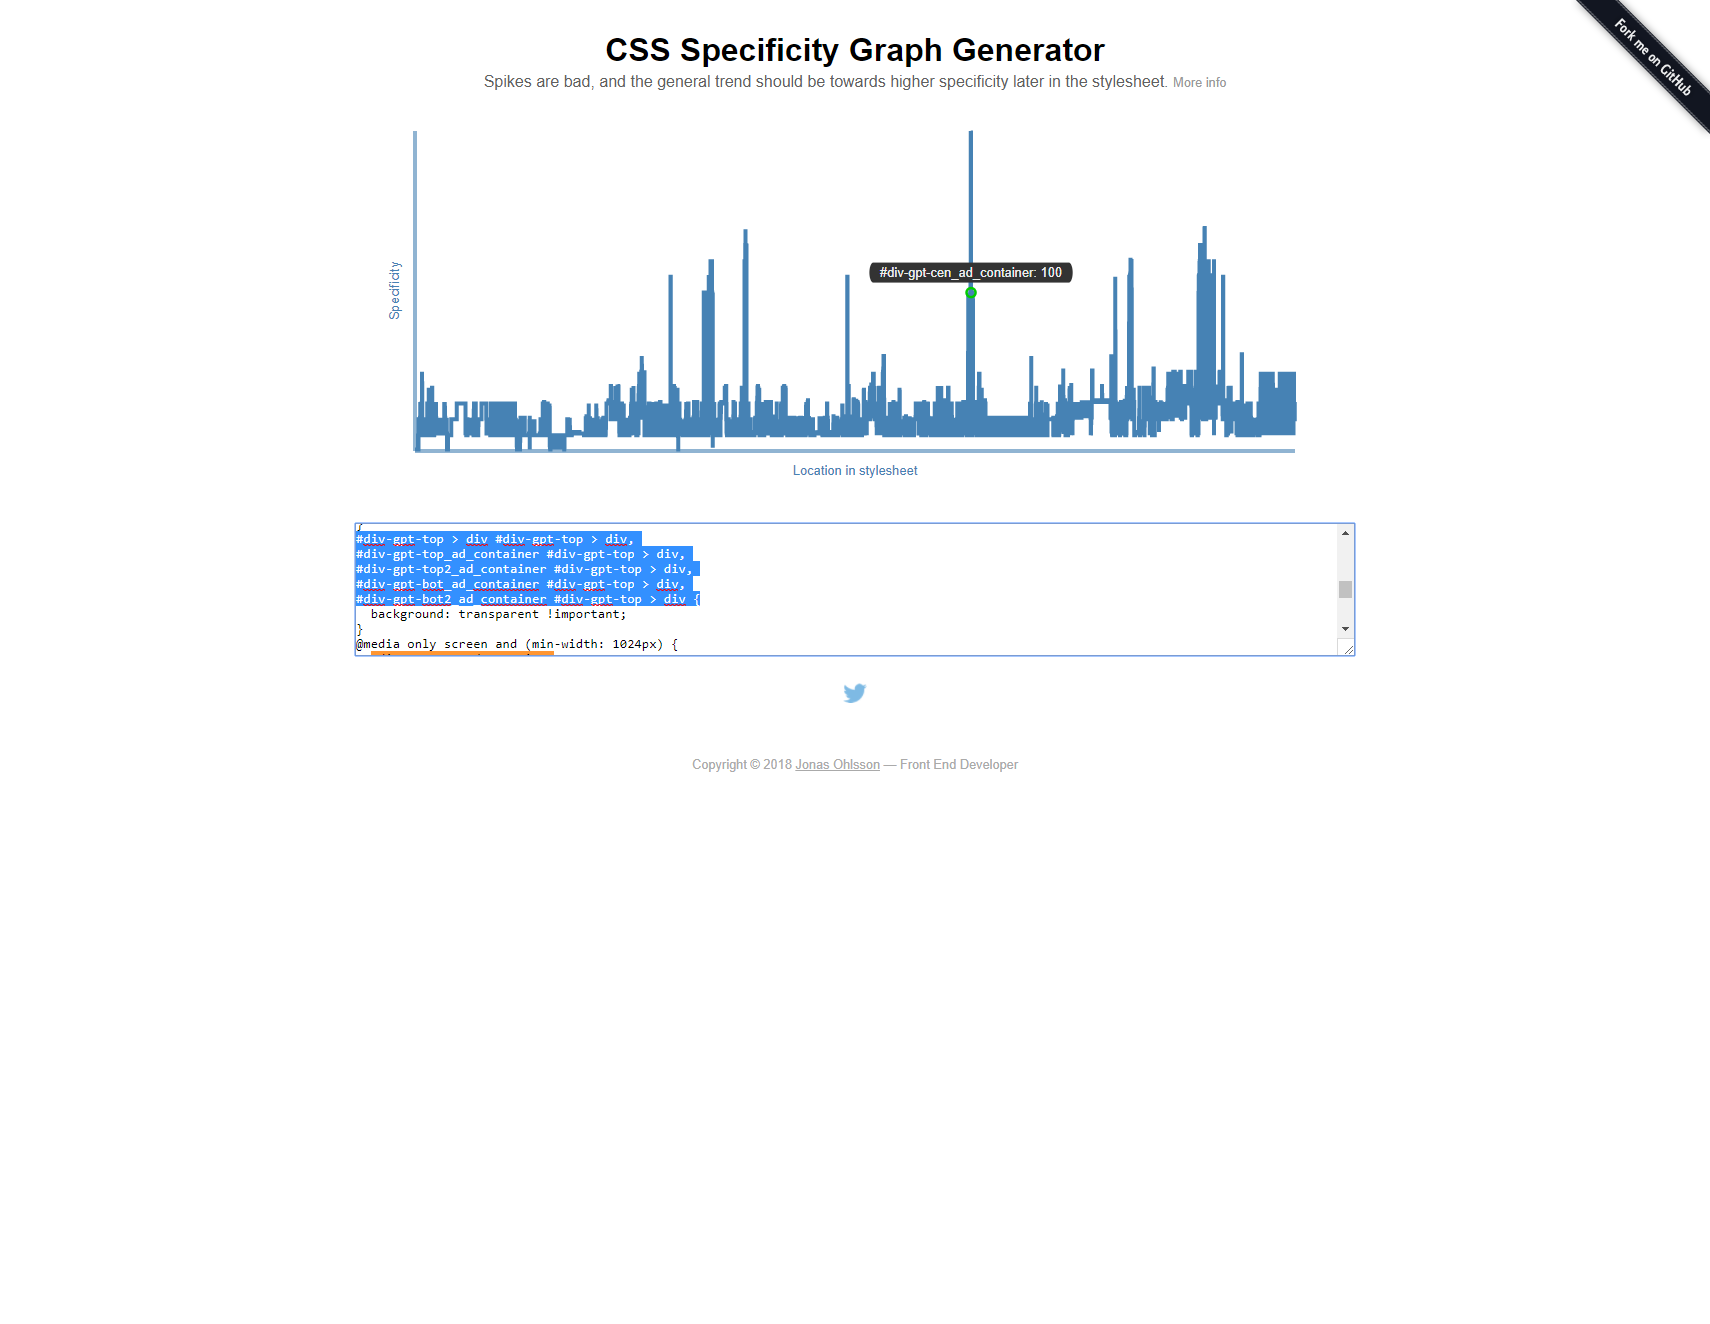 CSS Specificity Graph Generator
Fork me on GitHub
Spikes are bad, and the general trend should be towards higher specificity later in the stylesheet. More info
Specificity
#div-gpt-cen_ad_container: 100
Location in stylesheet
{
#div-gpt-top > div #div-gpt-top > div,
#div-gpt-top_ad_container #div-gpt-top > div,
#div-gpt-top2_ad_container #div-gpt-top > div,
#div-gpt-bot_ad_container #div-gpt-top > div,
#div-gpt-bot2_ad_container #div-gpt-top > div {
background: transparent !important;
}
@media only screen and (min-width: 1024px) {
Copyright © 2018 Jonas Ohlsson — Front End Developer